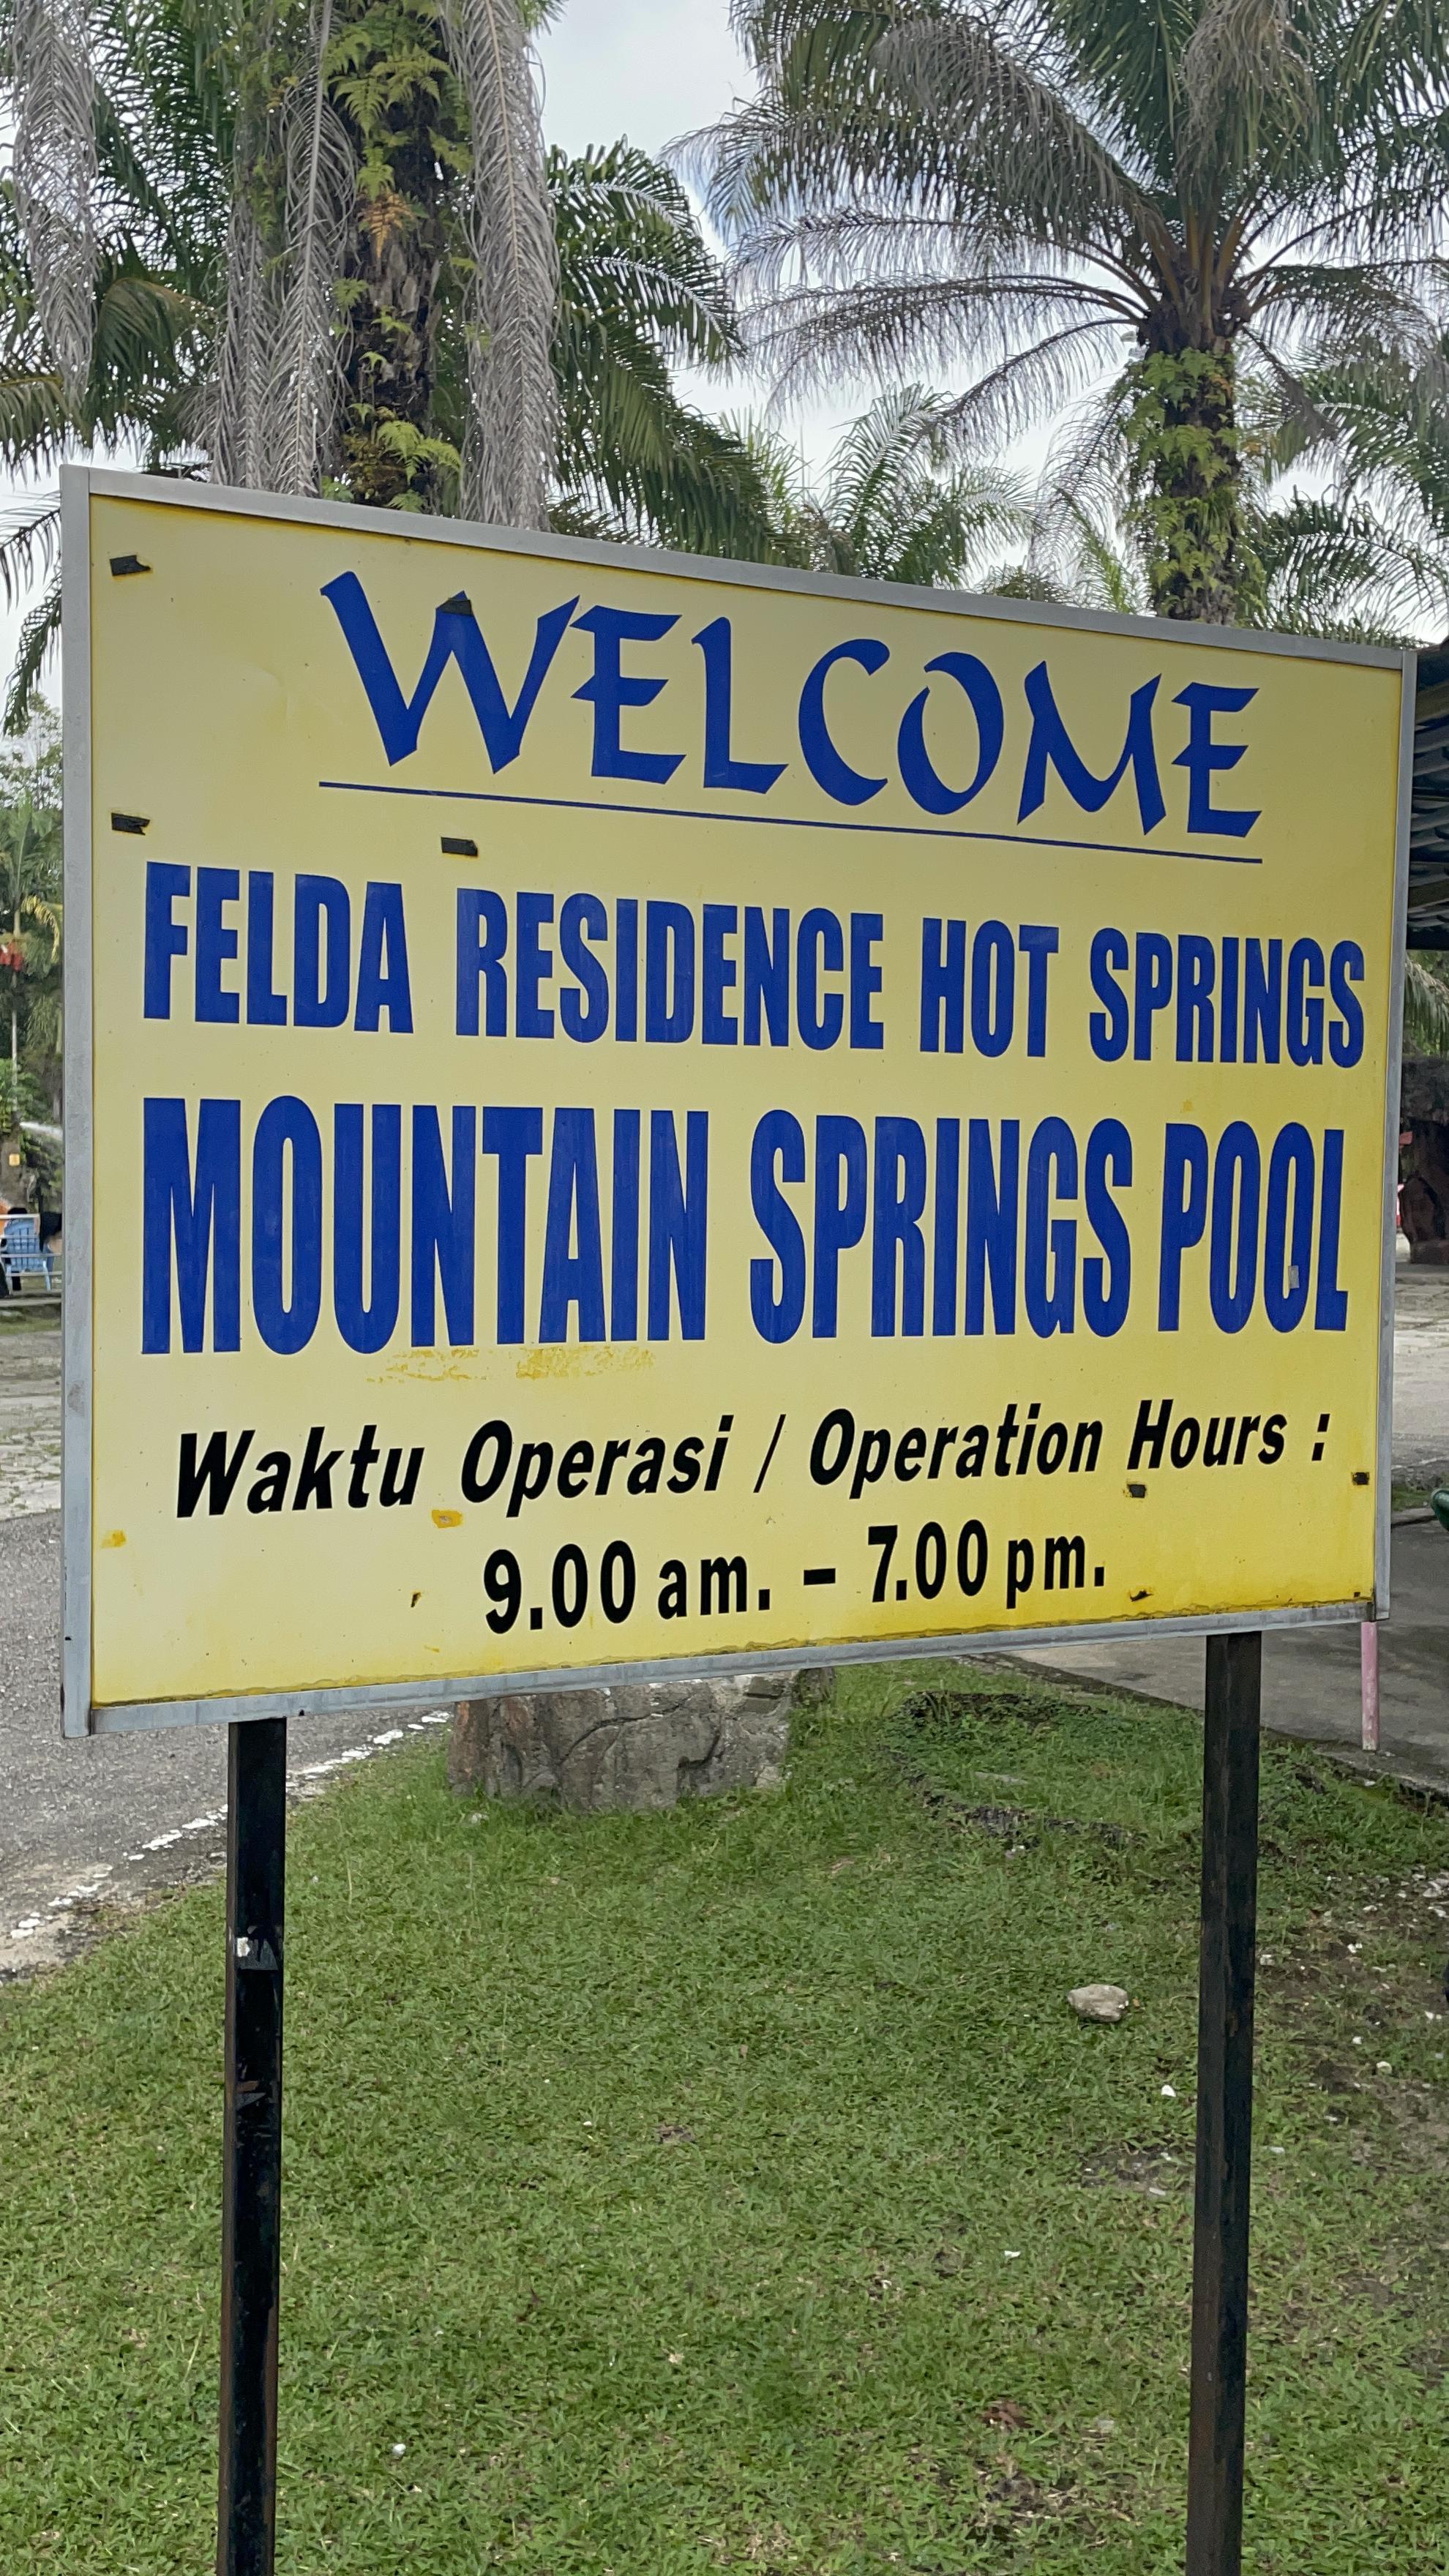 WELCOME
FELDA RESIDENCE HOT SPRINGS
MOUNTAIN SPRINGS POOL
Waktu Operasi / Operation Hours :
9.00 am. – 7.00 pm.